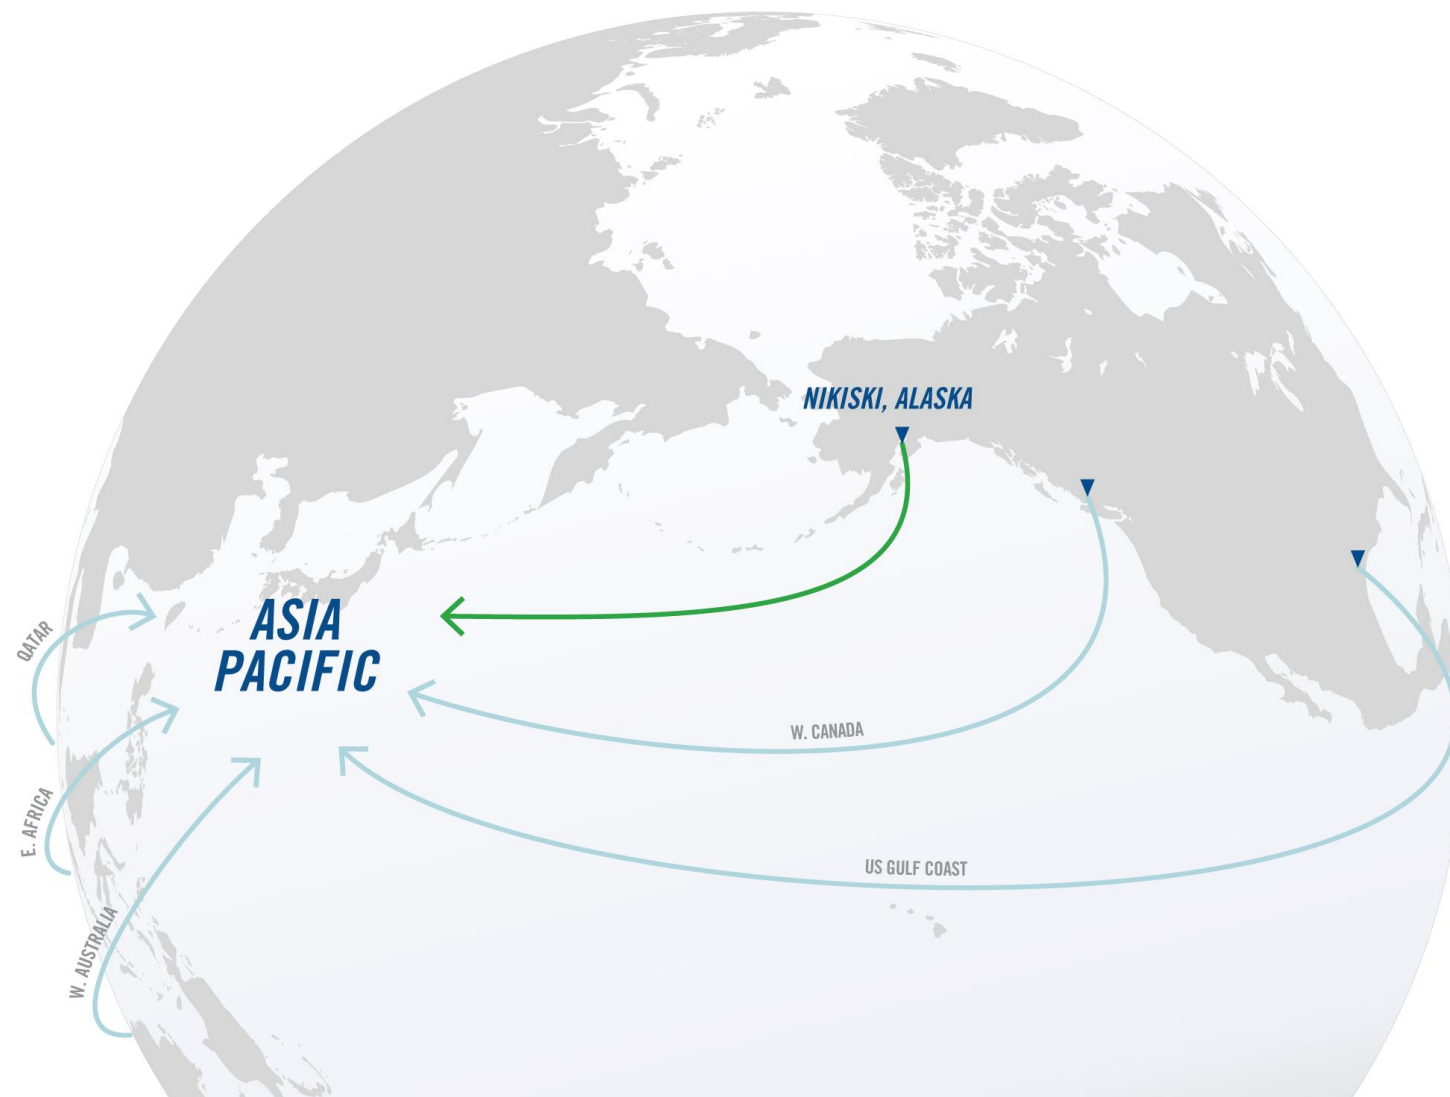 NIKISKI, ALASKA
ASIA
PACIFIC
QATAR
W. CANADA
E. AFRICA
US GULF COAST
W. AUSTRALIA